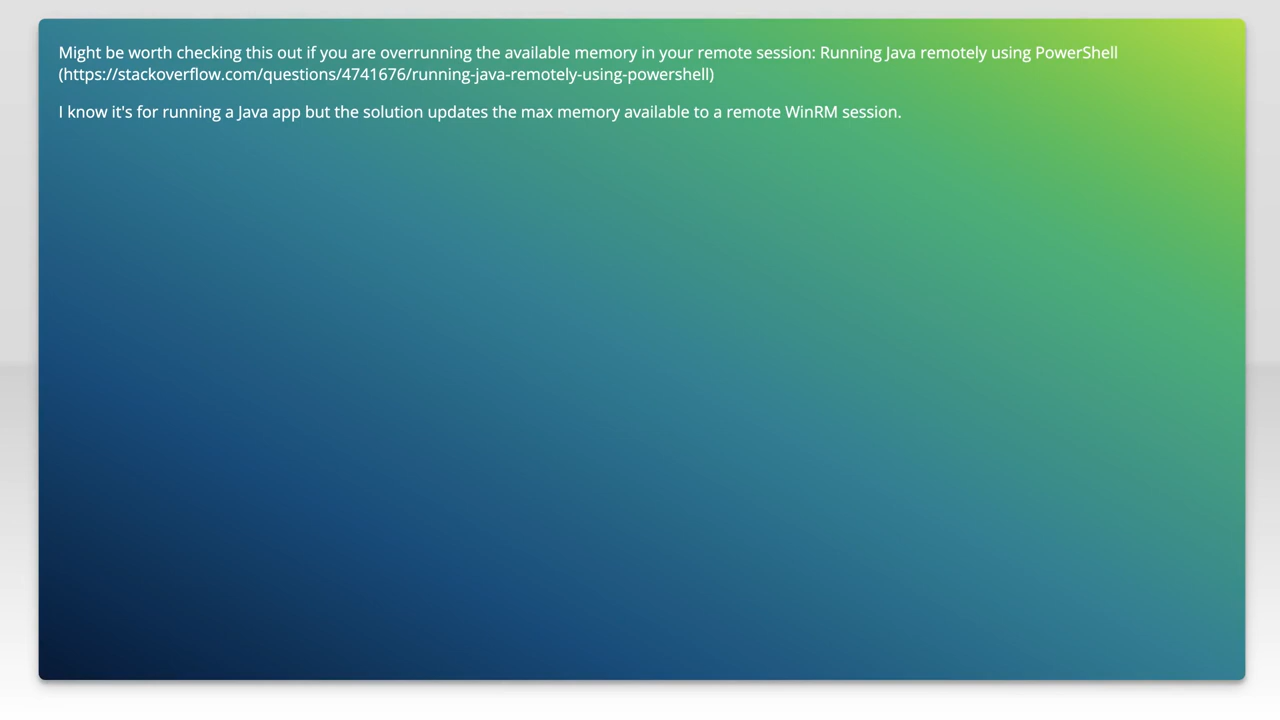 Might be worth checking this out if you are overrunning the available memory in your remote session: Running Java remotely using PowerShell
(https://stackoverflow.com/questions/4741676/running-java-remotely-using-powershell)
I know it's for running a Java app but the solution updates the max memory available to a remote WinRM session.